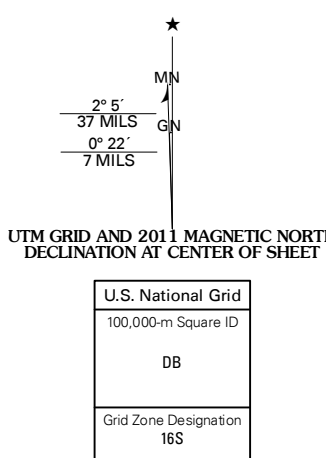 ★
MN
2° 5´
37 MILS
GN
0° 22´
7 MILS
UTM GRID AND 2011 MAGNETIC NORTH
DECLINATION AT CENTER OF SHEET
U.S. National Grid
100,000-m Square ID
DB
Grid Zone Designation
16S